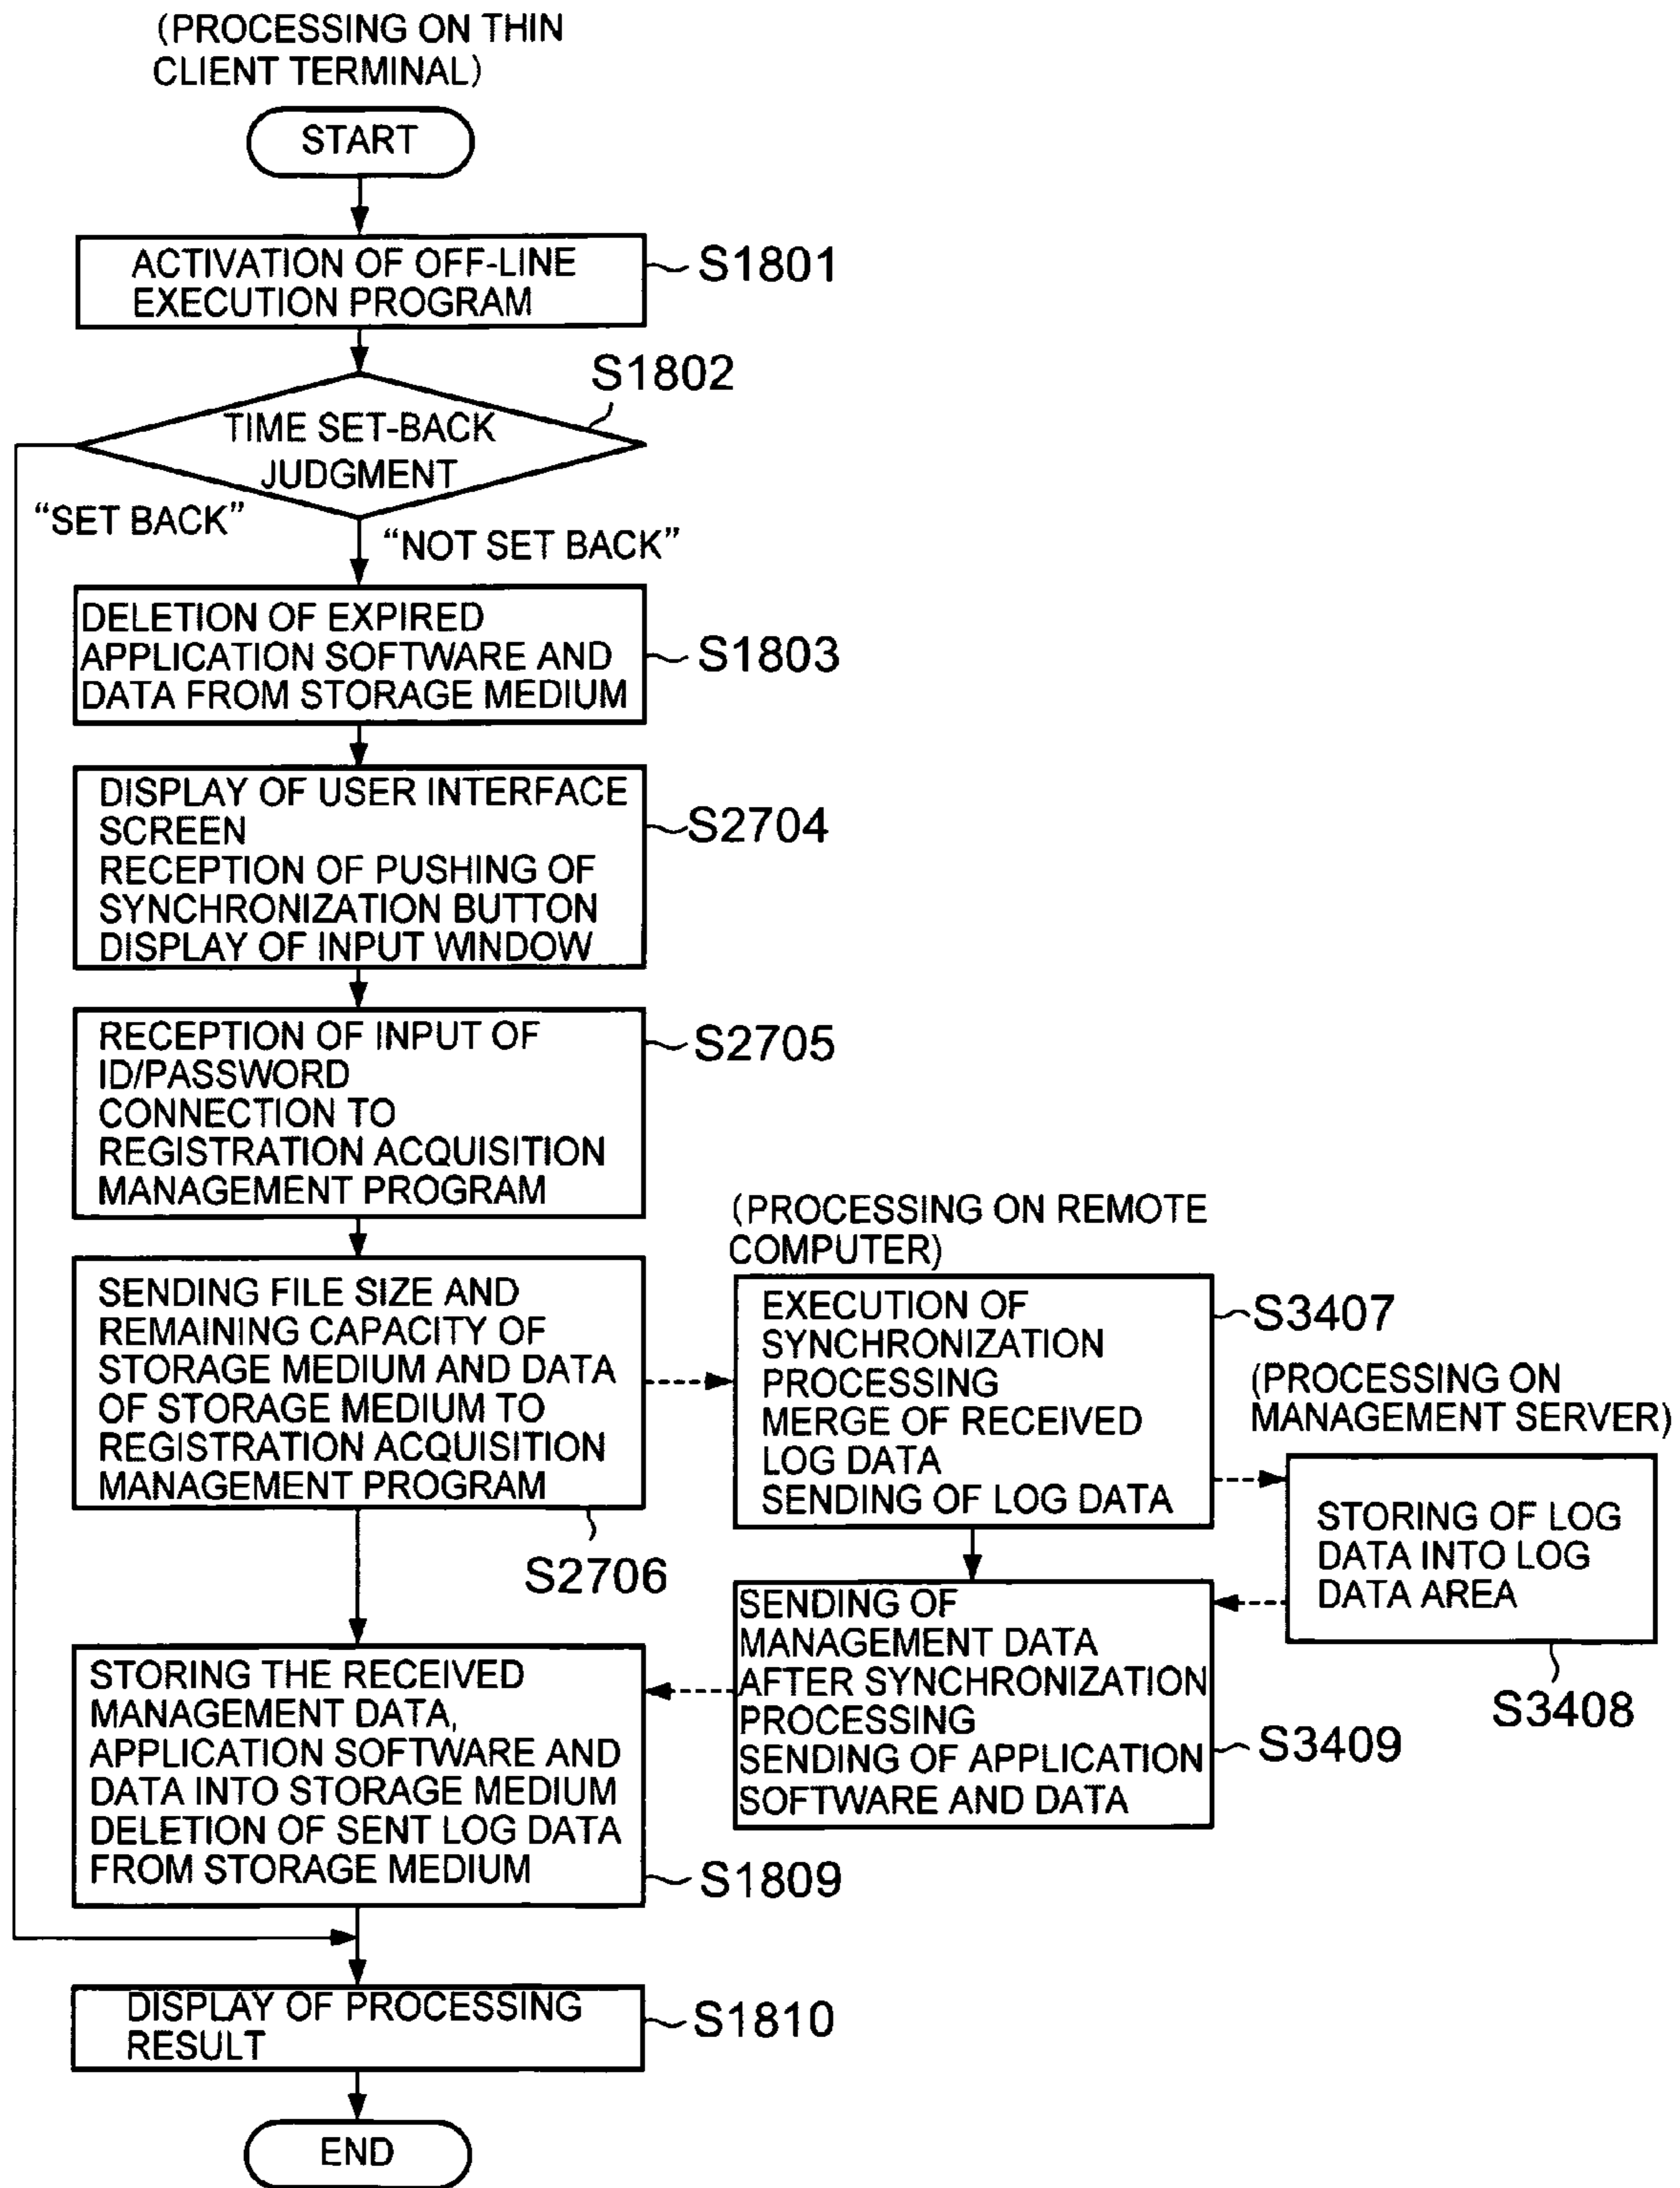 (PROCESSING ON THIN
CLIENT TERMINAL)
START
ACTIVATION OF OFF-LINE
EXECUTION PROGRAM
S1801
S1802
TIME SET-BACK
JUDGMENT
“SET BACK”
“NOT SET BACK”
DELETION OF EXPIRED
APPLICATION SOFTWARE AND
DATA FROM STORAGE MEDIUM
S1803
DISPLAY OF USER INTERFACE
SCREEN
RECEPTION OF PUSHING OF
SYNCHRONIZATION BUTTON
DISPLAY OF INPUT WINDOW
S2704
RECEPTION OF INPUT OF
ID/PASSWORD
CONNECTION TO
REGISTRATION ACQUISITION
MANAGEMENT PROGRAM
S2705
SENDING FILE SIZE AND
REMAINING CAPACITY OF
STORAGE MEDIUM AND DATA
OF STORAGE MEDIUM TO
REGISTRATION ACQUISITION
MANAGEMENT PROGRAM
S2706
(PROCESSING ON REMOTE
COMPUTER)
EXECUTION OF
SYNCHRONIZATION
PROCESSING
MERGE OF RECEIVED
LOG DATA
SENDING OF LOG DATA
S3407
(PROCESSING ON
MANAGEMENT SERVER)
STORING OF LOG
DATA INTO LOG
DATA AREA
S3408
SENDING OF
MANAGEMENT DATA
AFTER SYNCHRONIZATION
PROCESSING
SENDING OF APPLICATION
SOFTWARE AND DATA
S3409
STORING THE RECEIVED
MANAGEMENT DATA,
APPLICATION SOFTWARE AND
DATA INTO STORAGE MEDIUM
DELETION OF SENT LOG DATA
FROM STORAGE MEDIUM
S1809
DISPLAY OF PROCESSING
RESULT
S1810
END